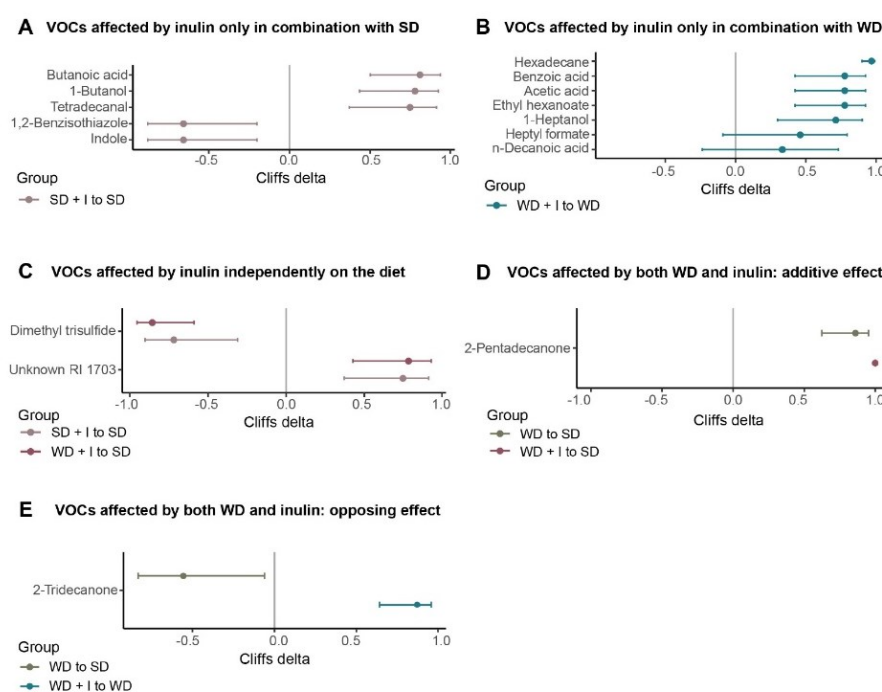 A VOCs affected by inulin only in combination with SD
Butanoic acid
1-Butanol
Tetradecanal
1,2-Benzisothiazole
Indole
-0.5 0.0 0.5 1.0
Cliffs delta
Group
SD + I to SD
B VOCs affected by inulin only in combination with WD
Hexadecane
Benzoic acid
Acetic acid
Ethyl hexanoate
1-Heptanol
Heptyl formate
n-Decanoic acid
-0.5 0.0 0.5 1.0
Cliffs delta
Group
WD + I to WD
C VOCs affected by inulin independently on the diet
Dimethyl trisulfide
Unknown RI 1703
-1.0 -0.5 0.0 0.5 1.0
Cliffs delta
Group
SD + I to SD
WD + I to SD
D VOCs affected by both WD and inulin: additive effect
2-Pentadecanone
-1.0 -0.5 0.0 0.5 1.0
Cliffs delta
Group
WD to SD
WD + I to SD
E VOCs affected by both WD and inulin: opposing effect
2-Tridecanone
-0.5 0.0 0.5 1.0
Cliffs delta
Group
WD to SD
WD + I to WD